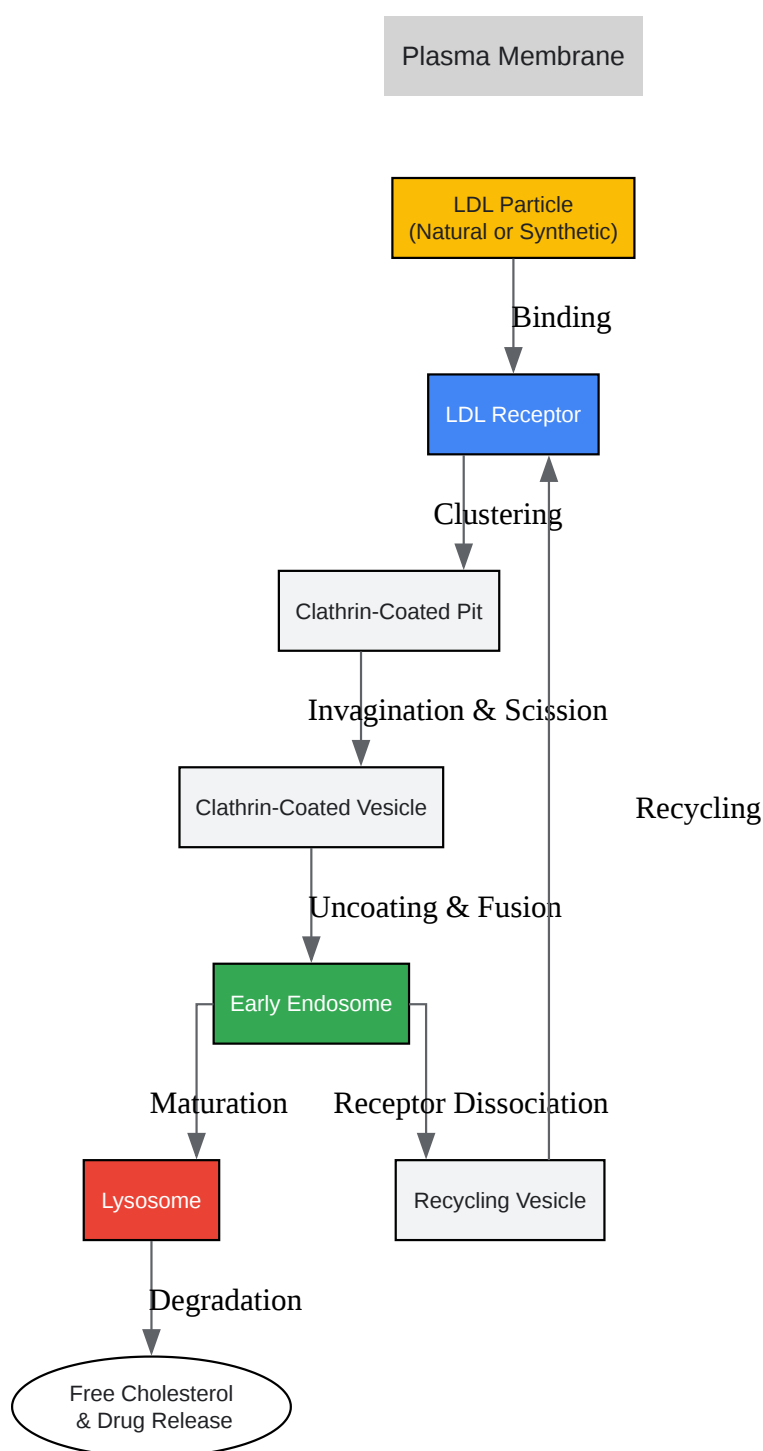 Plasma Membrane
LDL Particle
(Natural or Synthetic)
Binding
LDL Receptor
Clustering
Clathrin-Coated Pit
Invagination & Scission
Clathrin-Coated Vesicle
Recycling
Uncoating & Fusion
Early Endosome
Maturation
Receptor Dissociation
Lysosome
Recycling Vesicle
Degradation
Free Cholesterol
& Drug Release